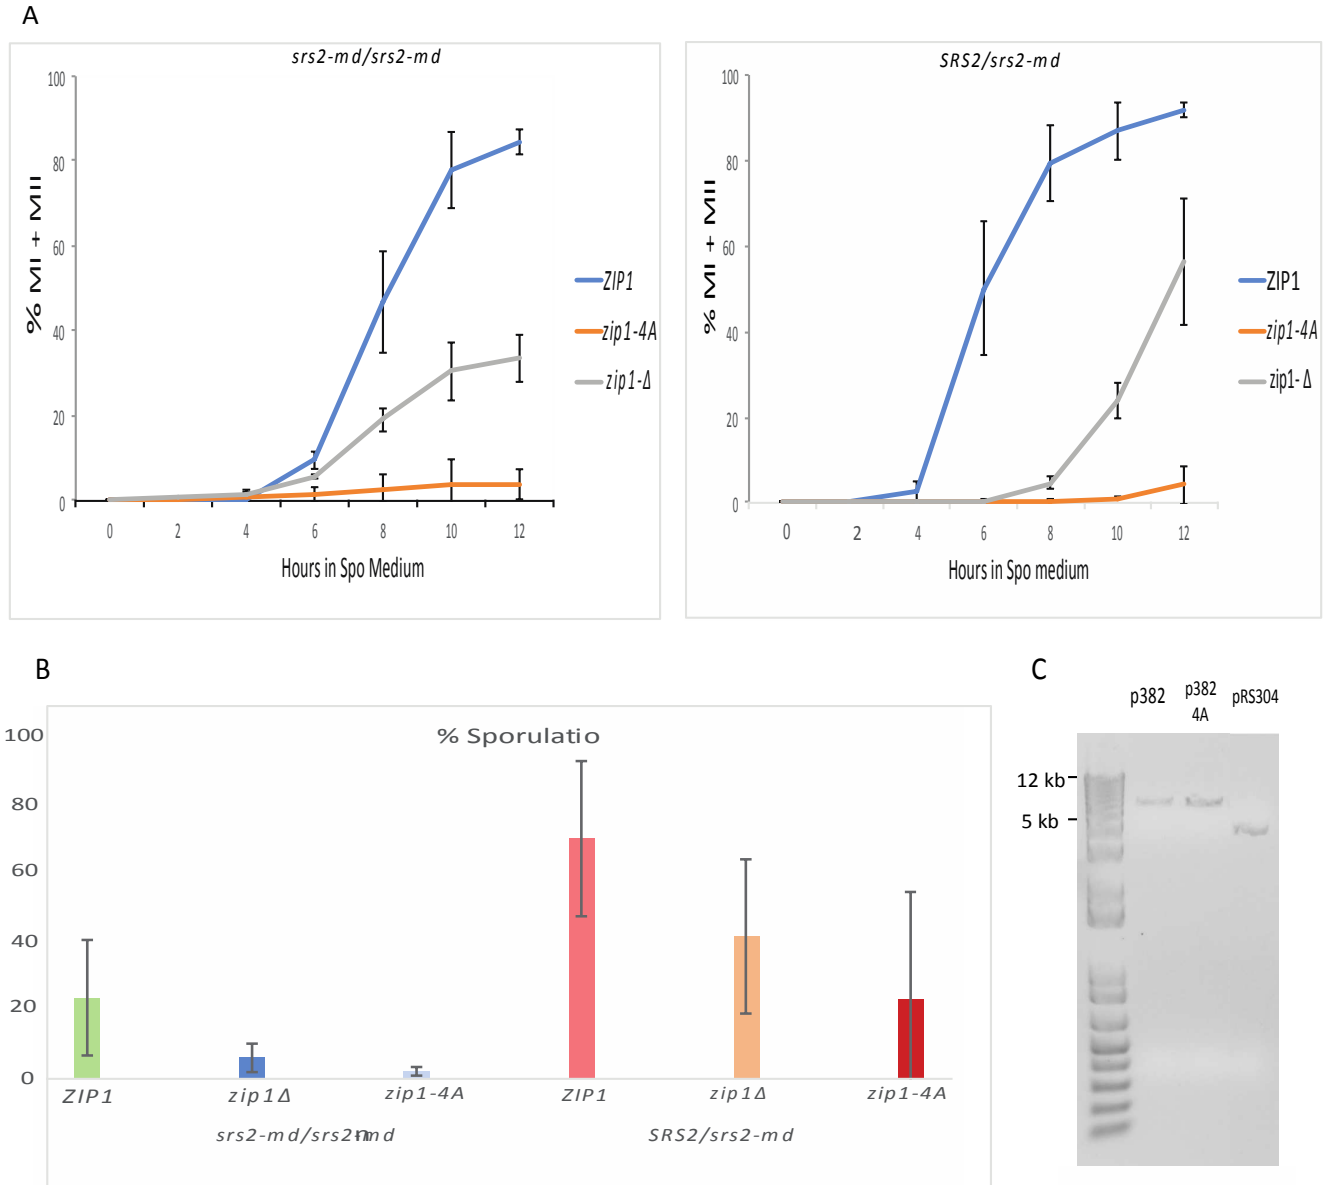 A
srs2-md/srs2-md
100
80
60
40
20
0
% MI + MII
0 2 4 6 8 10 12
Hours in Spo Medium
ZIP1
zip1-4A
zip1-Δ
SRS2/srs2-md
100
80
60
40
20
0
% MI + MII
0 2 4 6 8 10 12
Hours in Spo medium
ZIP1
zip1-4A
zip1-Δ
B
% Sporulatio
100
80
60
40
20
0
ZIP1 zip1Δ zip1-4A ZIP1 zip1Δ zip1-4A
srs2-md/srs2-md SRS2/srs2-md
C
p382 p382 4A pRS304
12 kb
5 kb